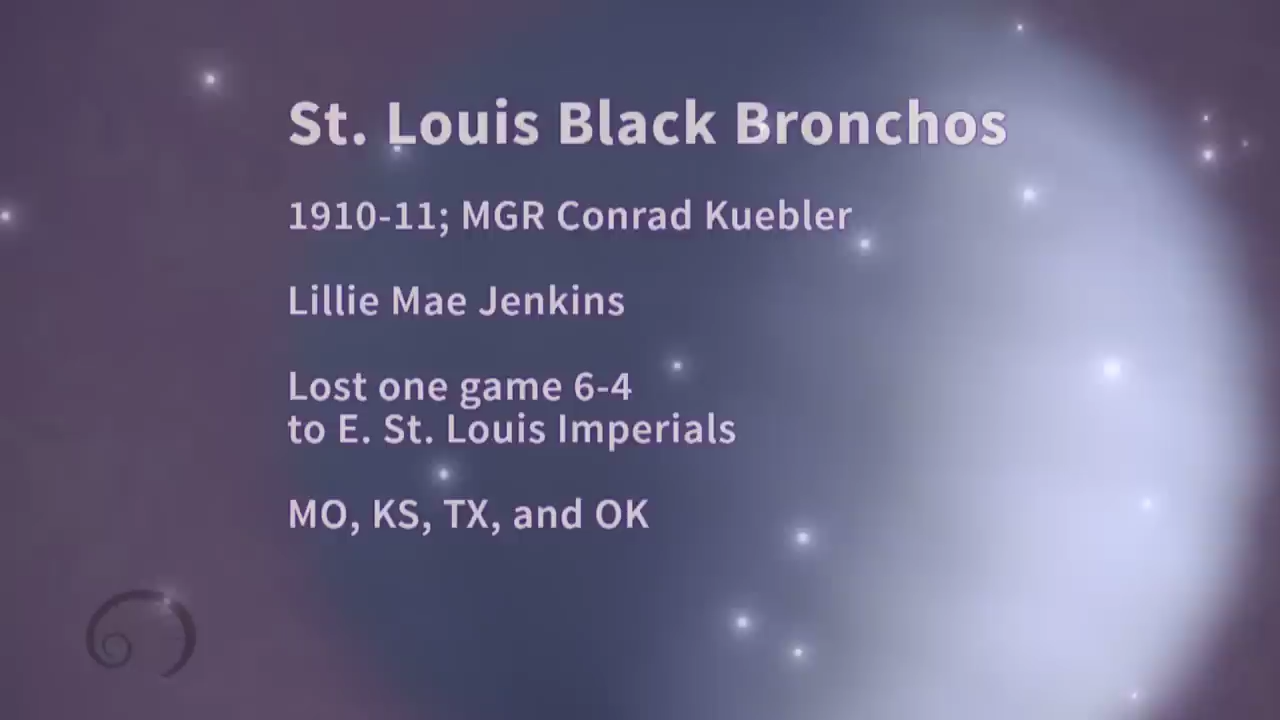 St. Louis Black Bronchos
1910-11; MGR Conrad Kuebler
Lillie Mae Jenkins
Lost one game 6-4
to E. St. Louis Imperials
MO, KS, TX, and OK